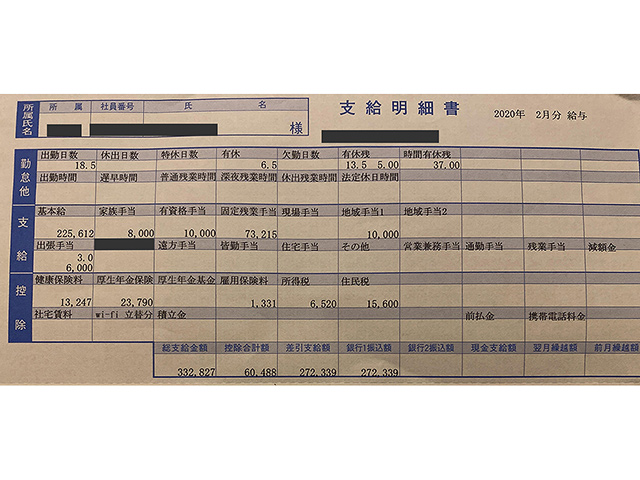 支給明細書 2020年 2月分 給与
所属氏名 所属 社員番号 氏名
様
勤怠他
出勤日数 休出日数 特休日数 有休 欠勤日数 有休残 時間有休残
18.5 6.5 13.5 5.00 37.00
出勤時間 遅早時間 普通残業時間 深夜残業時間 休出残業時間 法定休日時間
支給
基本給 家族手当 有資格手当 固定残業手当 現場手当 地域手当1 地域手当2
225,612 8,000 10,000 73,215 10,000
出張手当 遠方手当 皆勤手当 住宅手当 その他 営業兼務手当 通勤手当 残業手当 減額金
3.0
6,000
控除
健康保険料 厚生年金保険 厚生年金基金 雇用保険料 所得税 住民税
13,247 23,790 1,331 6,520 15,600
社宅賃料 wi-fi 立替分 積立金 前払金 携帯電話料金
総支給金額 控除合計額 差引支給額 銀行1振込額 銀行2振込額 現金支給額 翌月繰越額 前月繰越額
332,827 60,488 272,339 272,339